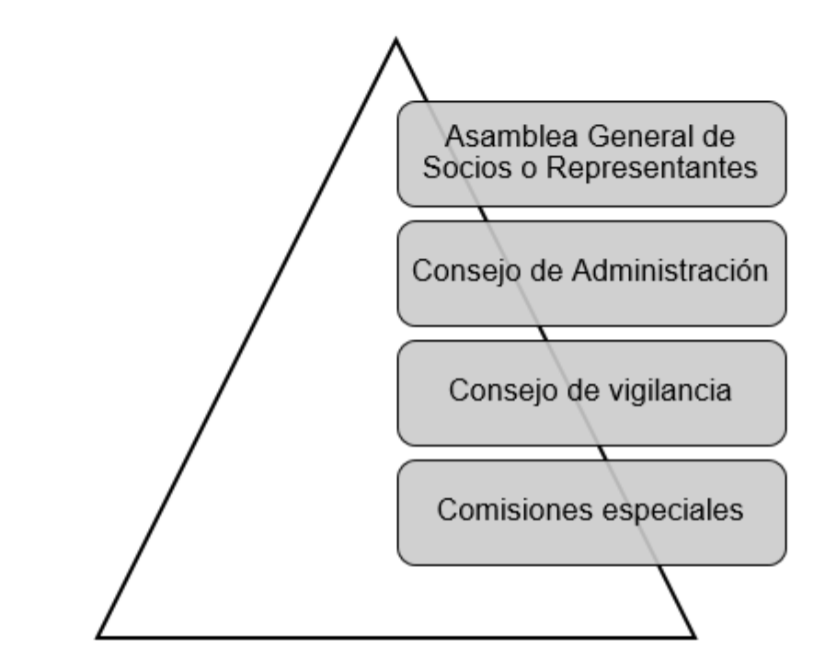 Asamblea General de
Socios o Representantes
Consejo de Administración
Consejo de vigilancia
Comisiones especiales